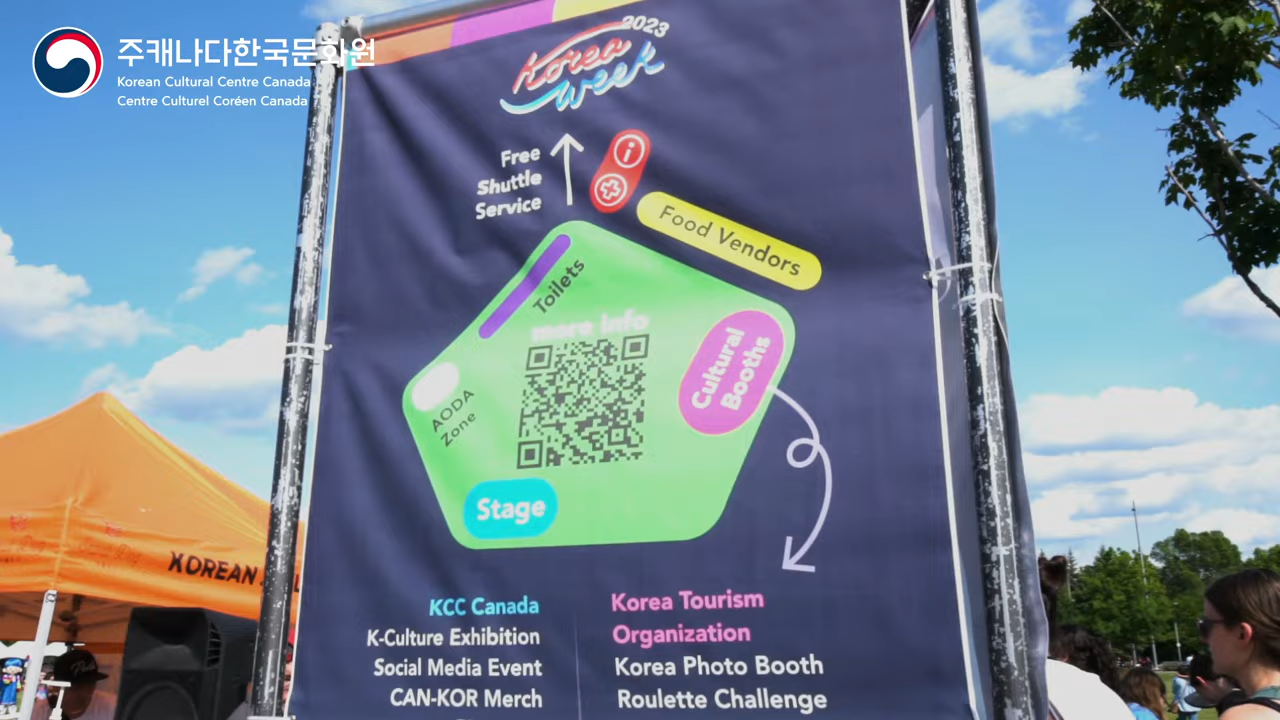 주캐나다한국문화원
Korean Cultural Centre Canada
Centre Culturel Coréen Canada
2023
Korea
Week
Free
Shuttle
Service
i
Food Vendors
Toilets
more info
Cultural
Booths
AODA
Zone
Stage
KOREAN
KCC Canada
K-Culture Exhibition
Social Media Event
CAN-KOR Merch
Korea Tourism
Organization
Korea Photo Booth
Roulette Challenge